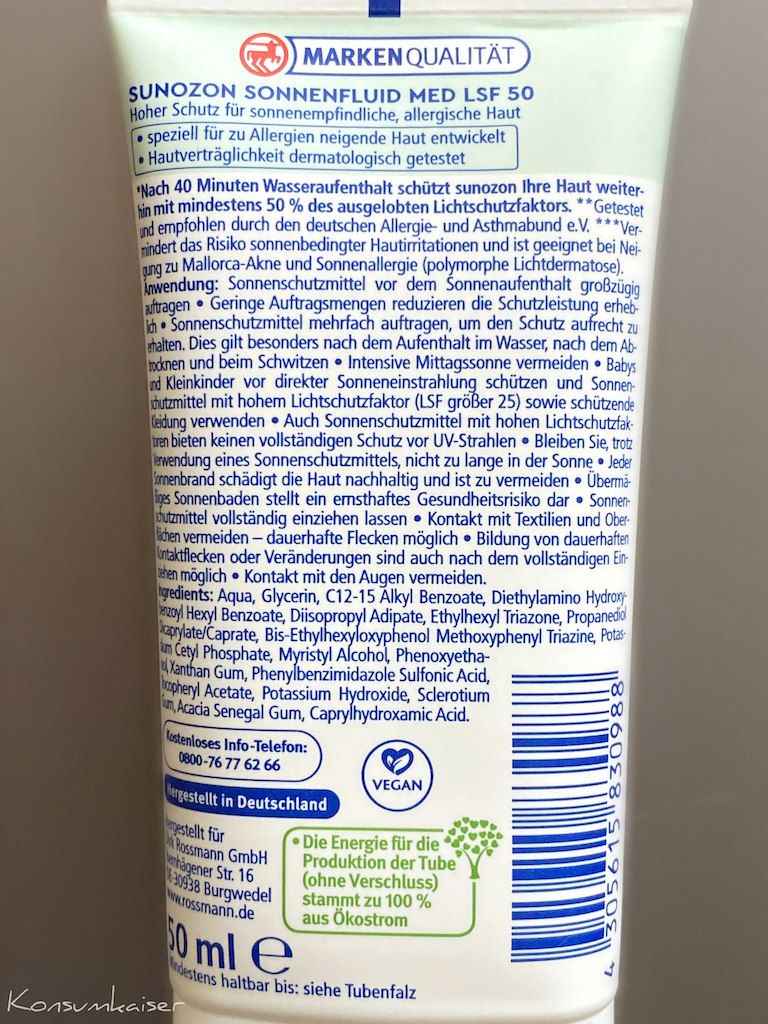 MARKENQUALITÄT
SUNOZON SONNENFLUID MED LSF 50
Hoher Schutz für sonnenempfindliche, allergische Haut
• speziell für zu Allergien neigende Haut entwickelt
• Hautverträglichkeit dermatologisch getestet
*Nach 40 Minuten Wasseraufenthalt schützt sunozon Ihre Haut weiter-
hin mit mindestens 50 % des ausgelobten Lichtschutzfaktors. **Getestet
und empfohlen durch den deutschen Allergie- und Asthmabund e.V. ***Ver-
mindert das Risiko sonnenbedingter Hautirritationen und ist geeignet bei Nei-
gung zu Mallorca-Akne und Sonnenallergie (polymorphe Lichtdermatose).
Anwendung: Sonnenschutzmittel vor dem Sonnenaufenthalt großzügig
auftragen • Geringe Auftragsmengen reduzieren die Schutzleistung erheb-
lich • Sonnenschutzmittel mehrfach auftragen, um den Schutz aufrecht zu
erhalten. Dies gilt besonders nach dem Aufenthalt im Wasser, nach dem Ab-
trocknen und beim Schwitzen • Intensive Mittagssonne vermeiden • Babys
und Kleinkinder vor direkter Sonneneinstrahlung schützen und Sonnen-
schutzmittel mit hohem Lichtschutzfaktor (LSF größer 25) sowie schützende
Kleidung verwenden • Auch Sonnenschutzmittel mit hohen Lichtschutzfak-
toren bieten keinen vollständigen Schutz vor UV-Strahlen • Bleiben Sie, trotz
Verwendung eines Sonnenschutzmittels, nicht zu lange in der Sonne • Jeder
Sonnenbrand schädigt die Haut nachhaltig und ist zu vermeiden • Übermä-
ßiges Sonnenbaden stellt ein ernsthaftes Gesundheitsrisiko dar • Sonnen-
schutzmittel vollständig einziehen lassen • Kontakt mit Textilien und Ober-
flächen vermeiden – dauerhafte Flecken möglich • Bildung von dauerhaften
Kontaktflecken oder Veränderungen sind auch nach dem vollständigen Ein-
ziehen möglich • Kontakt mit den Augen vermeiden.
Ingredients: Aqua, Glycerin, C12-15 Alkyl Benzoate, Diethylamino Hydroxy-
benzoyl Hexyl Benzoate, Diisopropyl Adipate, Ethylhexyl Triazone, Propanediol
Dicaprylate/Caprate, Bis-Ethylhexyloxyphenol Methoxyphenyl Triazine, Potas-
sium Cetyl Phosphate, Myristyl Alcohol, Phenoxyetha-
nol, Xanthan Gum, Phenylbenzimidazole Sulfonic Acid,
Tocopheryl Acetate, Potassium Hydroxide, Sclerotium
Gum, Acacia Senegal Gum, Caprylhydroxamic Acid.
Kostenloses Info-Telefon:
0800-76 77 62 66
VEGAN
Hergestellt in Deutschland
Hergestellt für
Dirk Rossmann GmbH
Isernhägener Str. 16
DE-30938 Burgwedel
www.rossmann.de
• Die Energie für die
Produktion der Tube
(ohne Verschluss)
stammt zu 100 %
aus Ökostrom
50 ml e
Mindestens haltbar bis: siehe Tubenfalz
4 305615 830988
Konsumkaiser